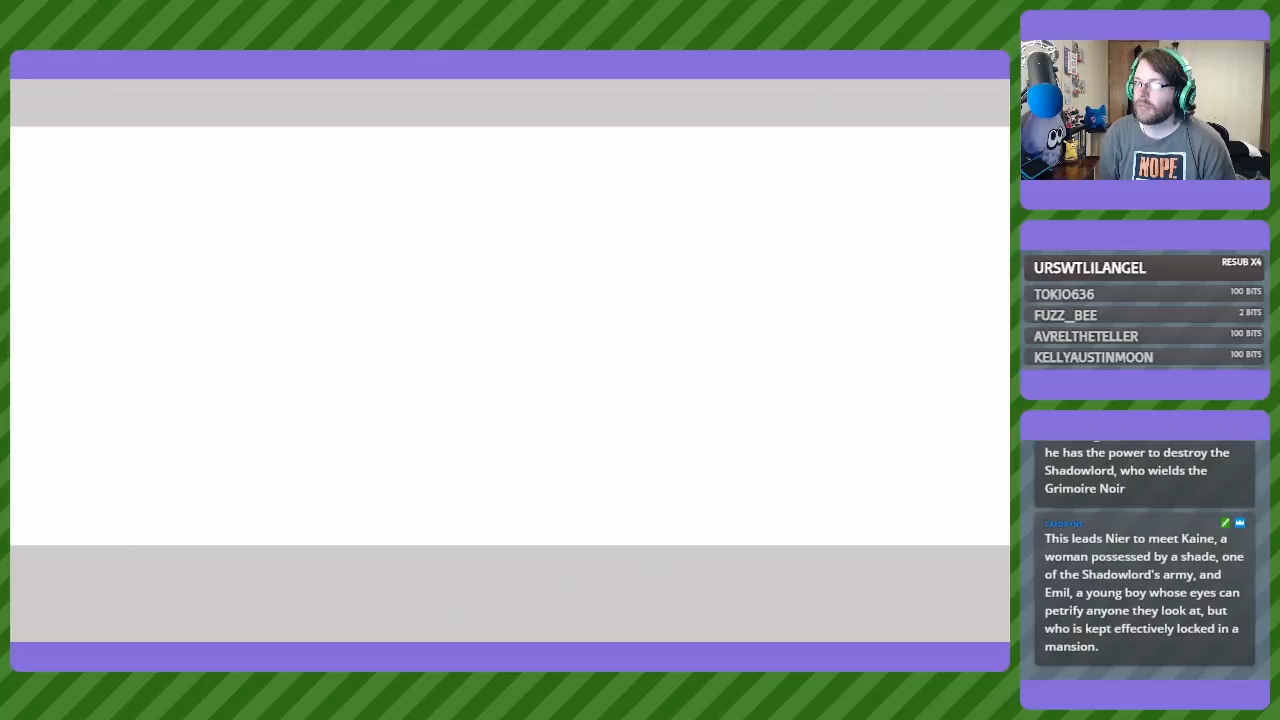 NOPE
URSWTLILANGEL RESUB X4
TOKIO636 100 BITS
FUZZ__BEE 2 BITS
AVRELTHETELLER 100 BITS
KELLYAUSTINMOON 100 BITS
he has the power to destroy the
Shadowlord, who wields the
Grimoire Noir
CAEDRYNS
This leads Nier to meet Kaine, a
woman possessed by a shade, one
of the Shadowlord's army, and
Emil, a young boy whose eyes can
petrify anyone they look at, but
who is kept effectively locked in a
mansion.